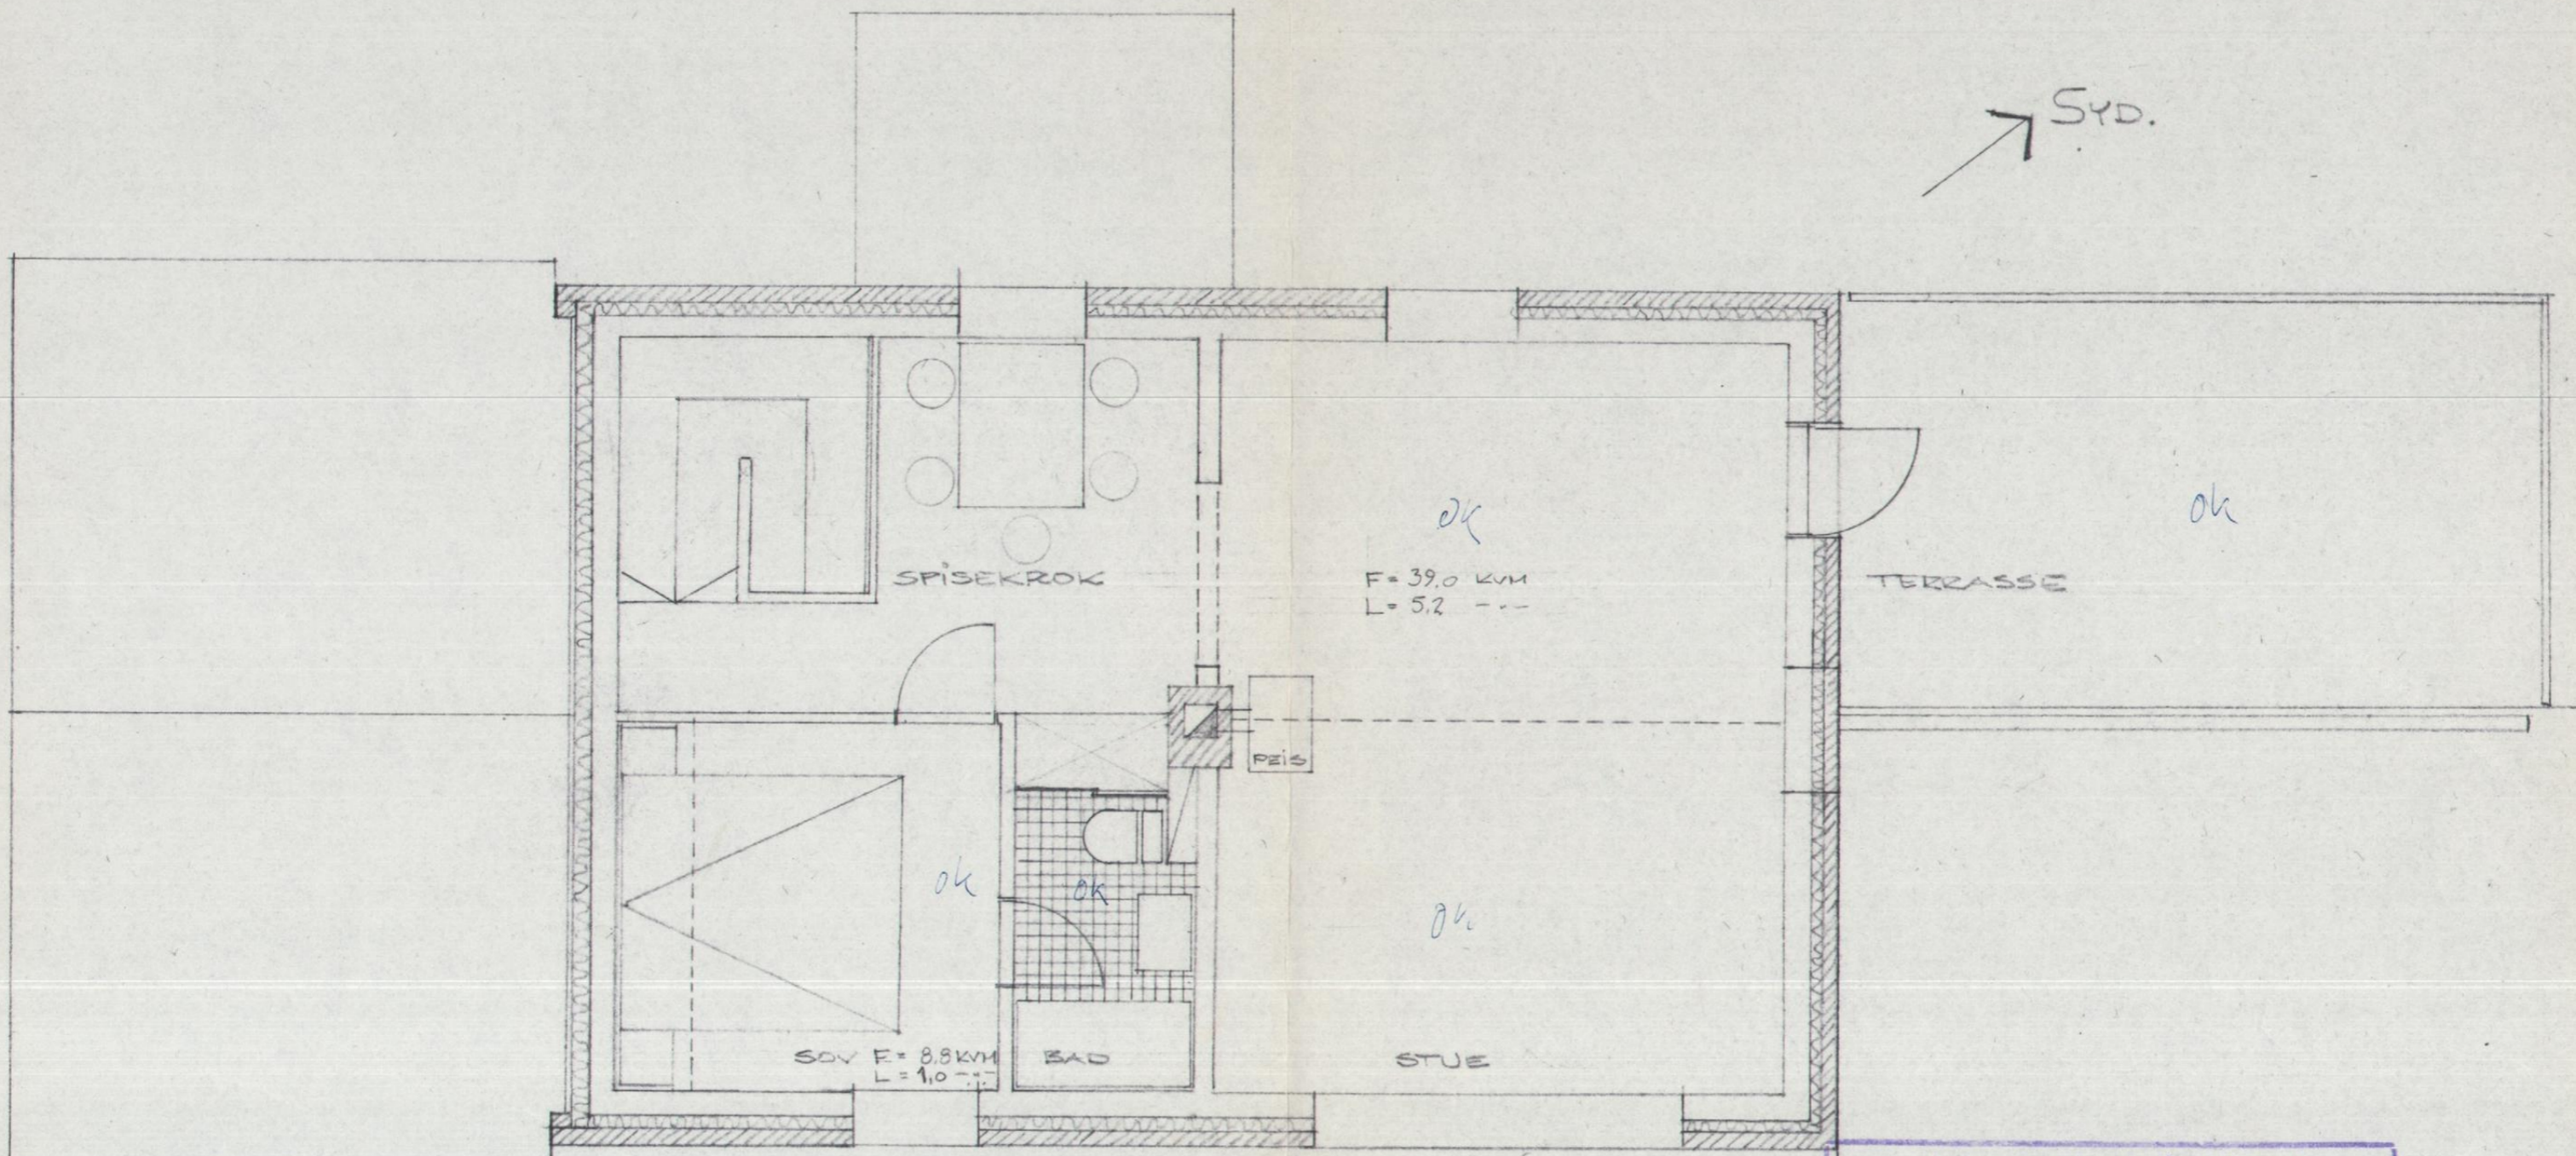 SYD.
ok
ok
SPISEKROK
F= 39.0 KVM
L= 5.2 -"-
TERRASSE
PEIS
ok
ok
ok
SOV F= 8.8 KVM
L= 1,0 -"-
BAD
STUE